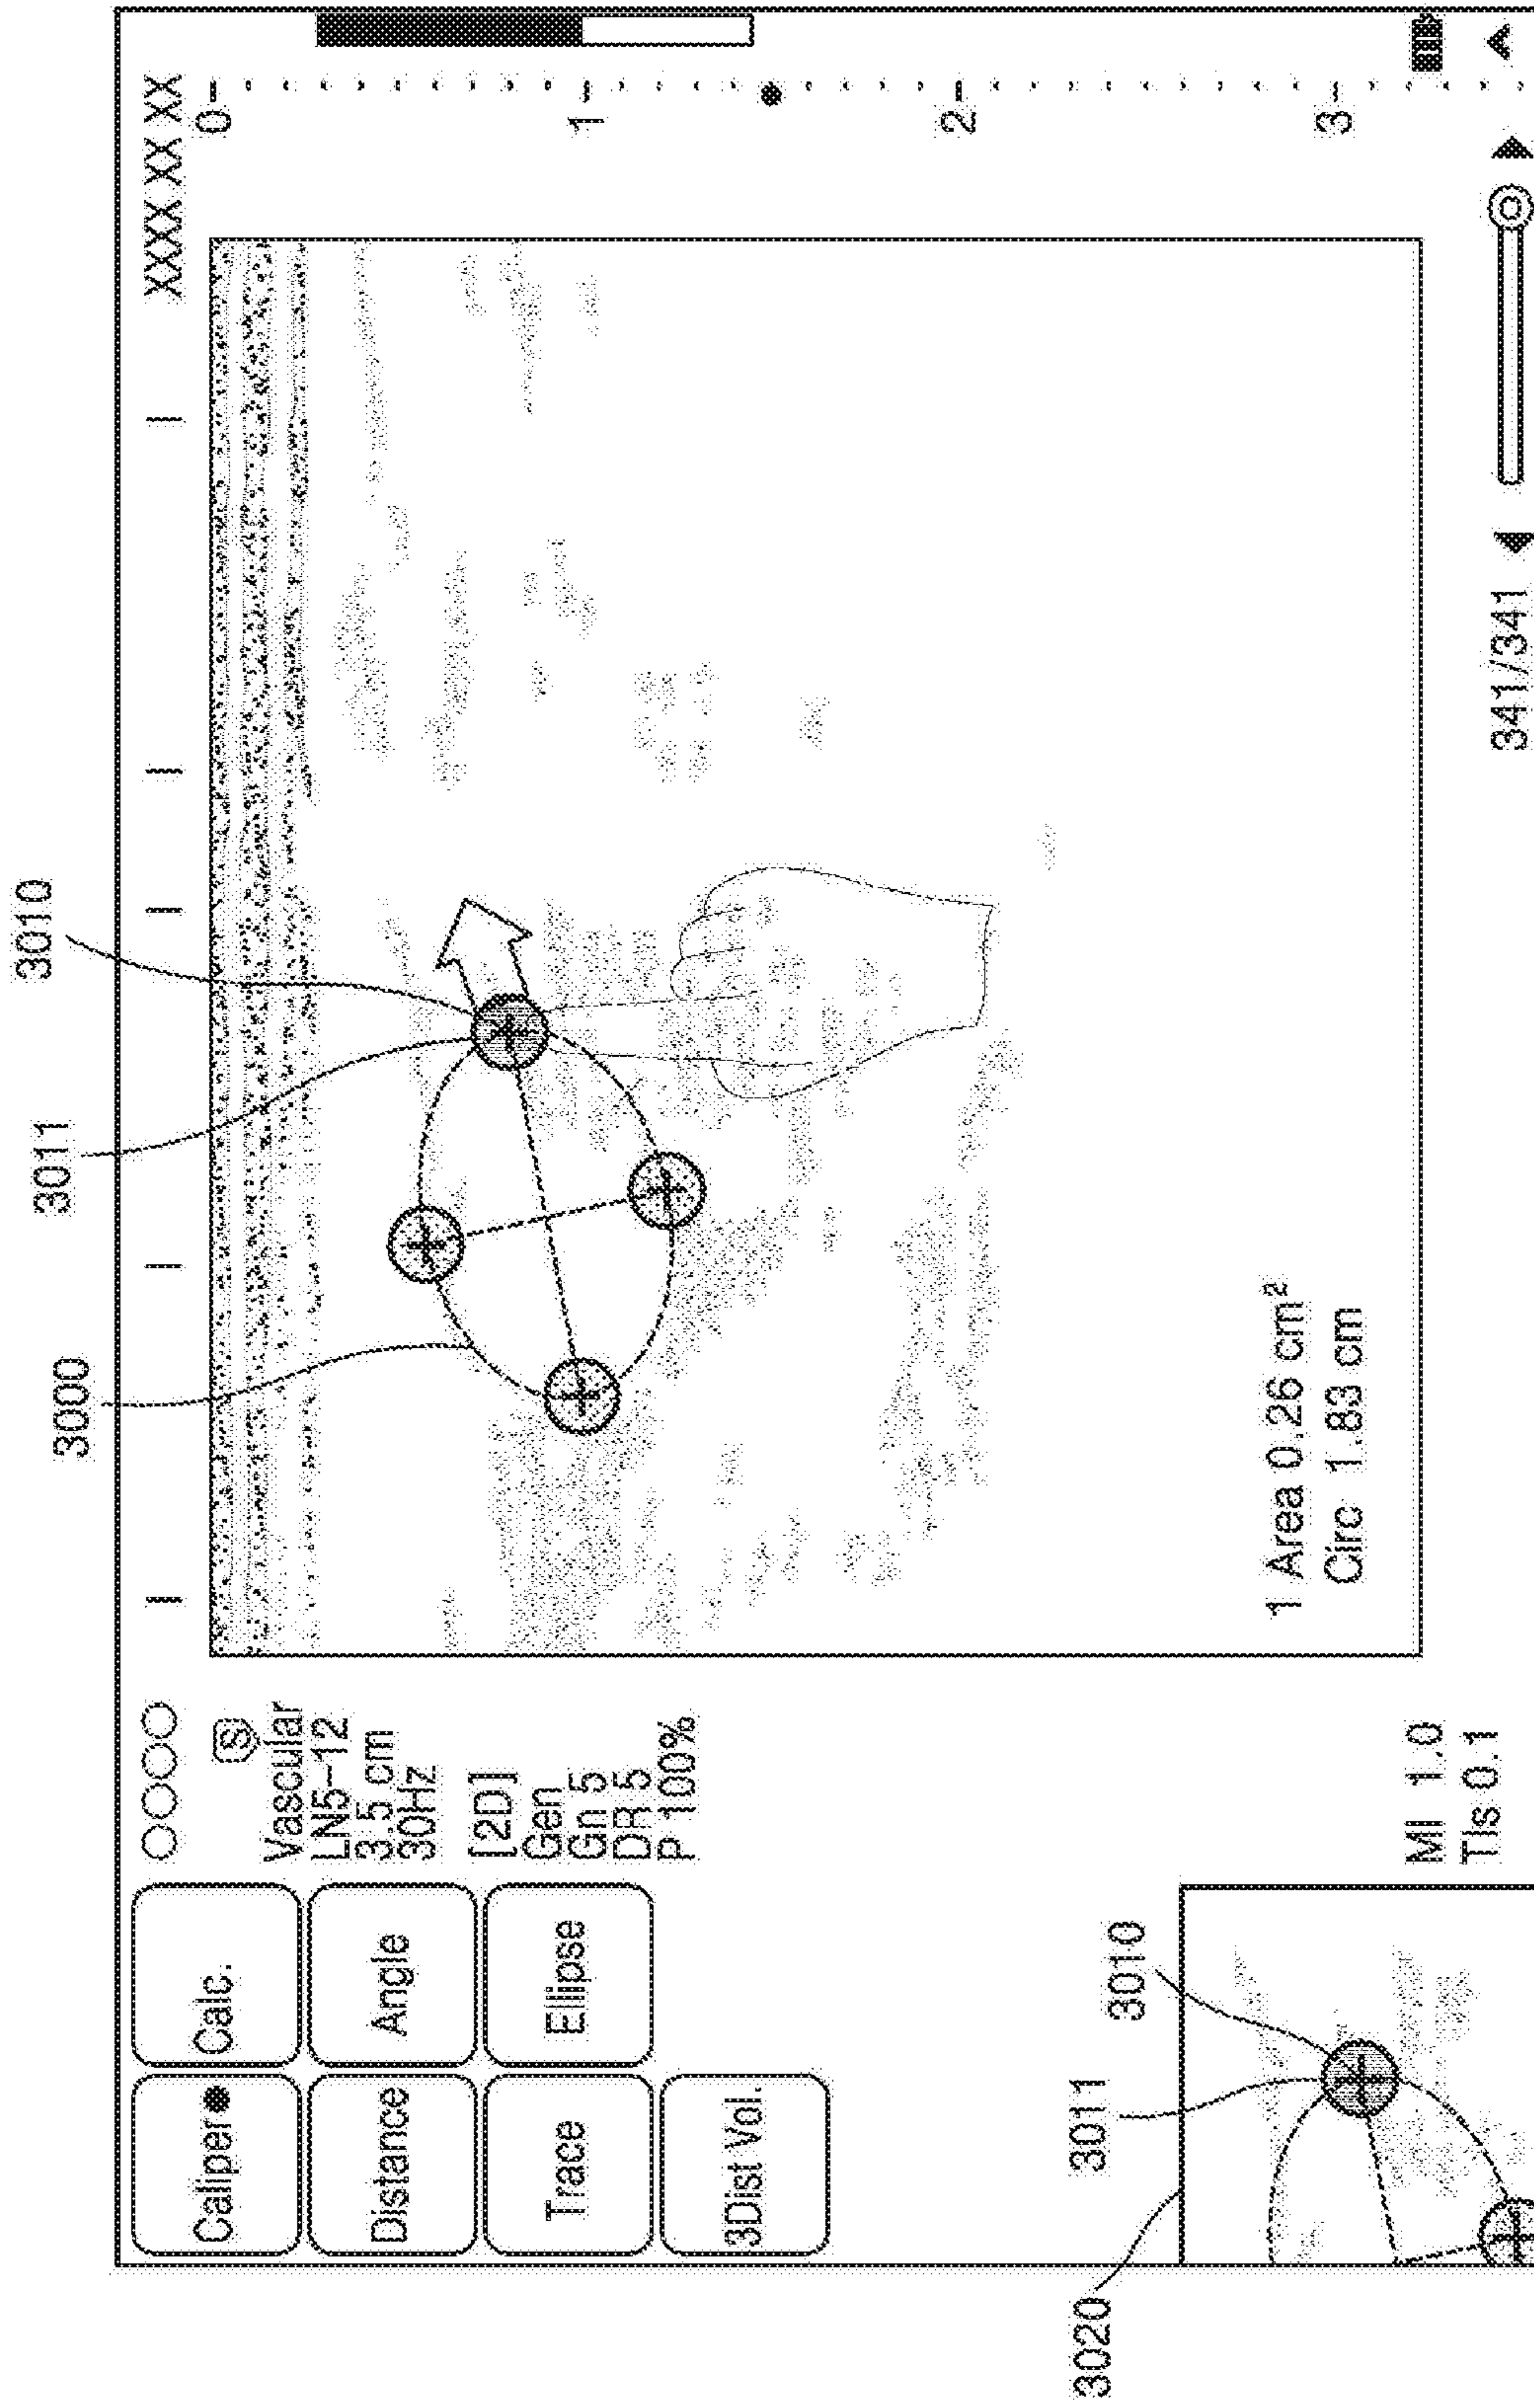 3000
3011
3010
Caliper
Calc.
XXXX XX XX
Distance
Angle
Trace
Ellipse
3Dist Vol.
S
Vascular
LN5-12
3.5 cm
30Hz
[2D]
Gen
Gn 5
DR 5
P 100%
0
1
2
3
1 Area 0.26 cm²
Circ 1.83 cm
3020
3011
3010
MI 1.0
TIs 0.1
341/341